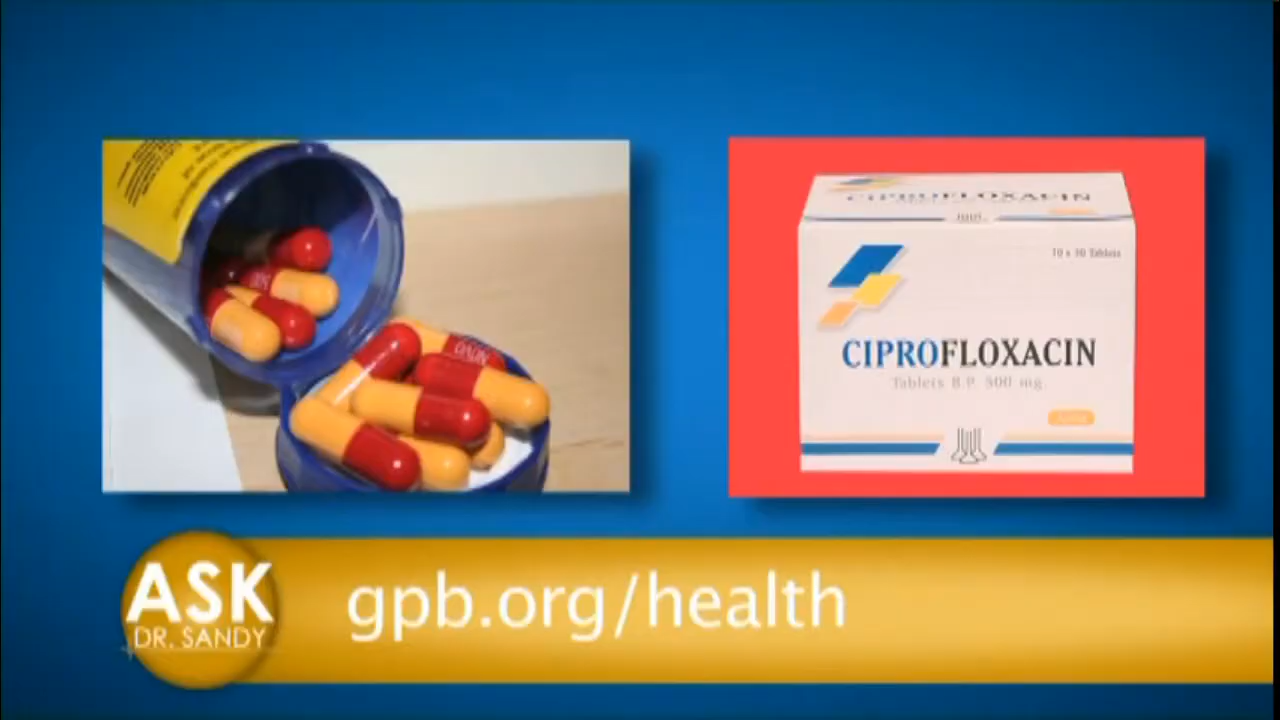 CIPROFLOXACIN
10 x 10 Tablets
CIPROFLOXACIN
Tablets B.P. 500 mg
ASK
DR. SANDY
gpb.org/health